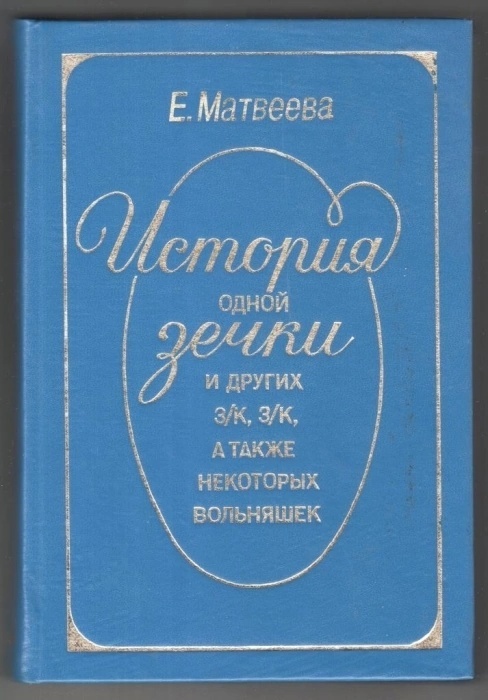 Е. Матвеева
История
одной
зечки
и других
з/к, з/к,
а также
некоторых
вольняшек